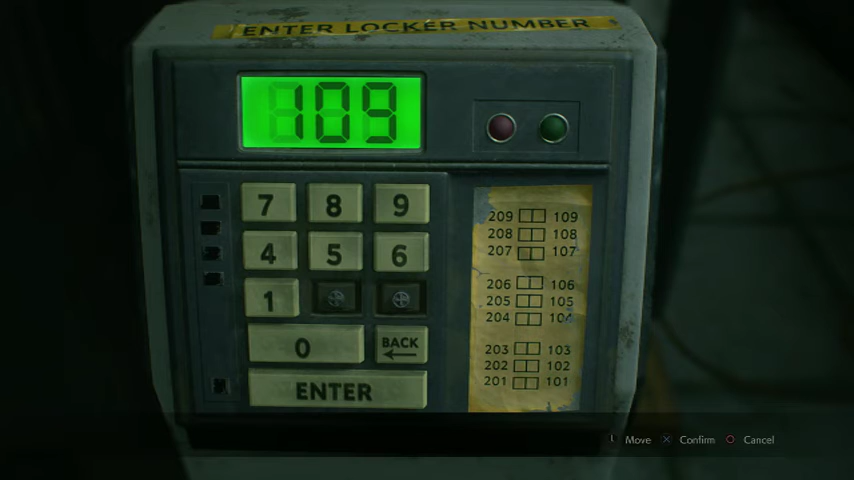 ENTER LOCKER NUMBER
109
7 8 9
4 5 6
1
0 BACK
ENTER
209 109
208 108
207 107
206 106
205 105
204 104
203 103
202 102
201 101
L Move X Confirm O Cancel